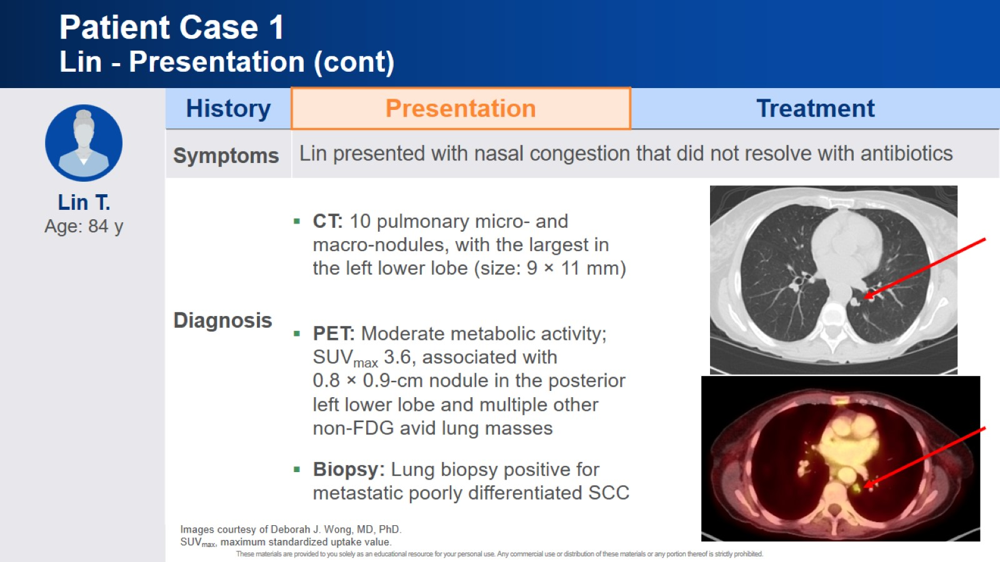 Patient Case 1
Lin - Presentation (cont)
History
Presentation
Treatment
Lin T.
Age: 84 y
Symptoms
Lin presented with nasal congestion that did not resolve with antibiotics
Diagnosis
▪ CT: 10 pulmonary micro- and
macro-nodules, with the largest in
the left lower lobe (size: 9 × 11 mm)
▪ PET: Moderate metabolic activity;
SUVmax 3.6, associated with
0.8 × 0.9-cm nodule in the posterior
left lower lobe and multiple other
non-FDG avid lung masses
▪ Biopsy: Lung biopsy positive for
metastatic poorly differentiated SCC
Images courtesy of Deborah J. Wong, MD, PhD.
SUVmax, maximum standardized uptake value.
These materials are provided to you solely as an educational resource for your personal use. Any commercial use or distribution of these materials or any portion thereof is strictly prohibited.